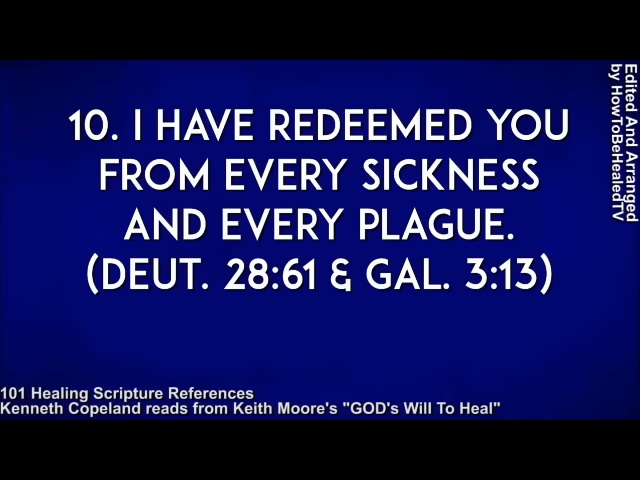 10. I HAVE REDEEMED YOU
FROM EVERY SICKNESS
AND EVERY PLAGUE.
(DEUT. 28:61 & GAL. 3:13)
Edited And Arranged
by HowToBeHealedTV
101 Healing Scripture References
Kenneth Copeland reads from Keith Moore's "GOD's Will To Heal"